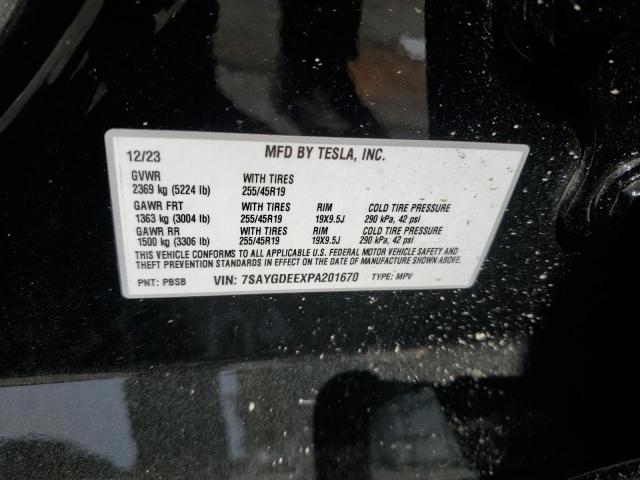 12/23 MFD BY TESLA, INC.
GVWR WITH TIRES
2369 kg (5224 lb) 255/45R19
GAWR FRT WITH TIRES RIM COLD TIRE PRESSURE
1363 kg (3004 lb) 255/45R19 19X9.5J 290 kPa, 42 psi
GAWR RR WITH TIRES RIM COLD TIRE PRESSURE
1500 kg (3306 lb) 255/45R19 19X9.5J 290 kPa, 42 psi
THIS VEHICLE CONFORMS TO ALL APPLICABLE U.S. FEDERAL MOTOR VEHICLE SAFETY AND
THEFT PREVENTION STANDARDS IN EFFECT ON THE DATE OF MANUFACTURE SHOWN ABOVE.
PNT: PBSB VIN: 7SAYGDEEXPA201670 TYPE: MPV